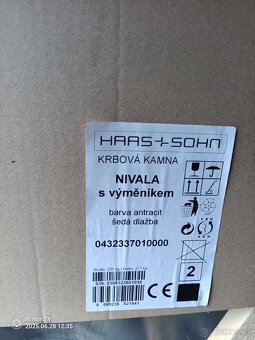 HAAS+SOHN
KRBOVÁ KAMNA
NIVALA
s výměníkem
barva antracit
šedá dlažba
0432337010000
2
Armor 24
2025.06.28 12:35